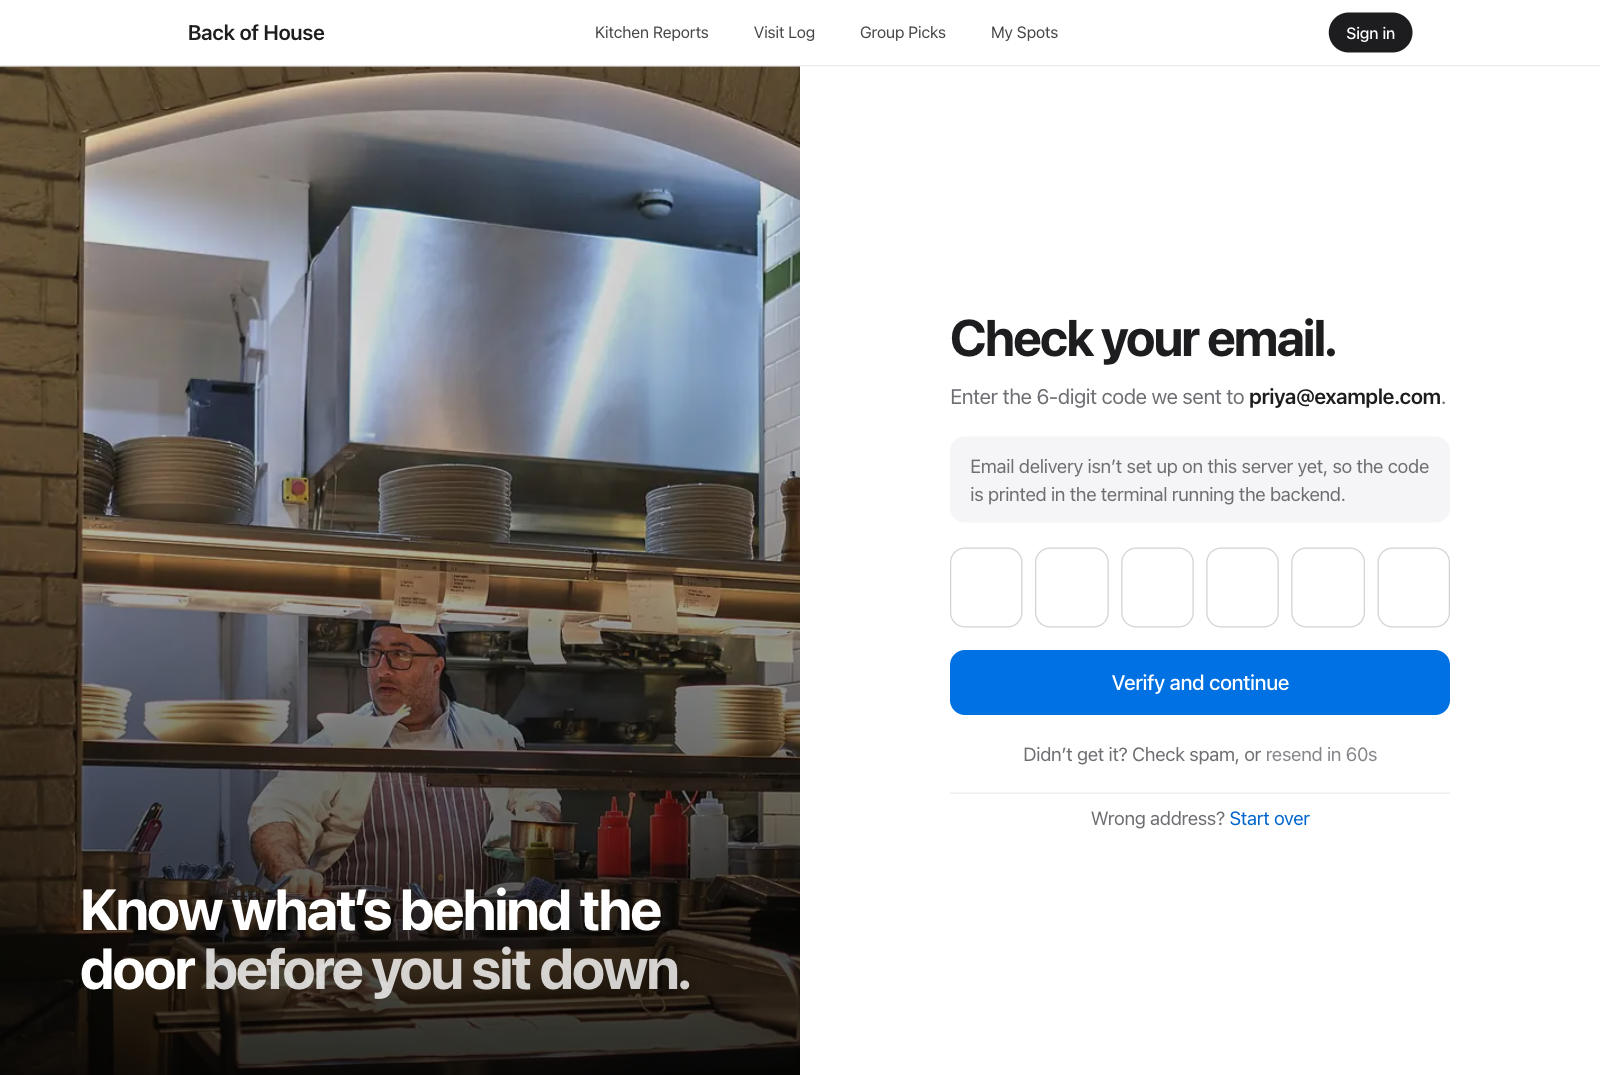 Back of House
Kitchen Reports
Visit Log
Group Picks
My Spots
Sign in
Know what's behind the
door before you sit down.
Check your email.
Enter the 6-digit code we sent to priya@example.com.
Email delivery isn't set up on this server yet, so the code
is printed in the terminal running the backend.
Verify and continue
Didn't get it? Check spam, or resend in 60s
Wrong address? Start over